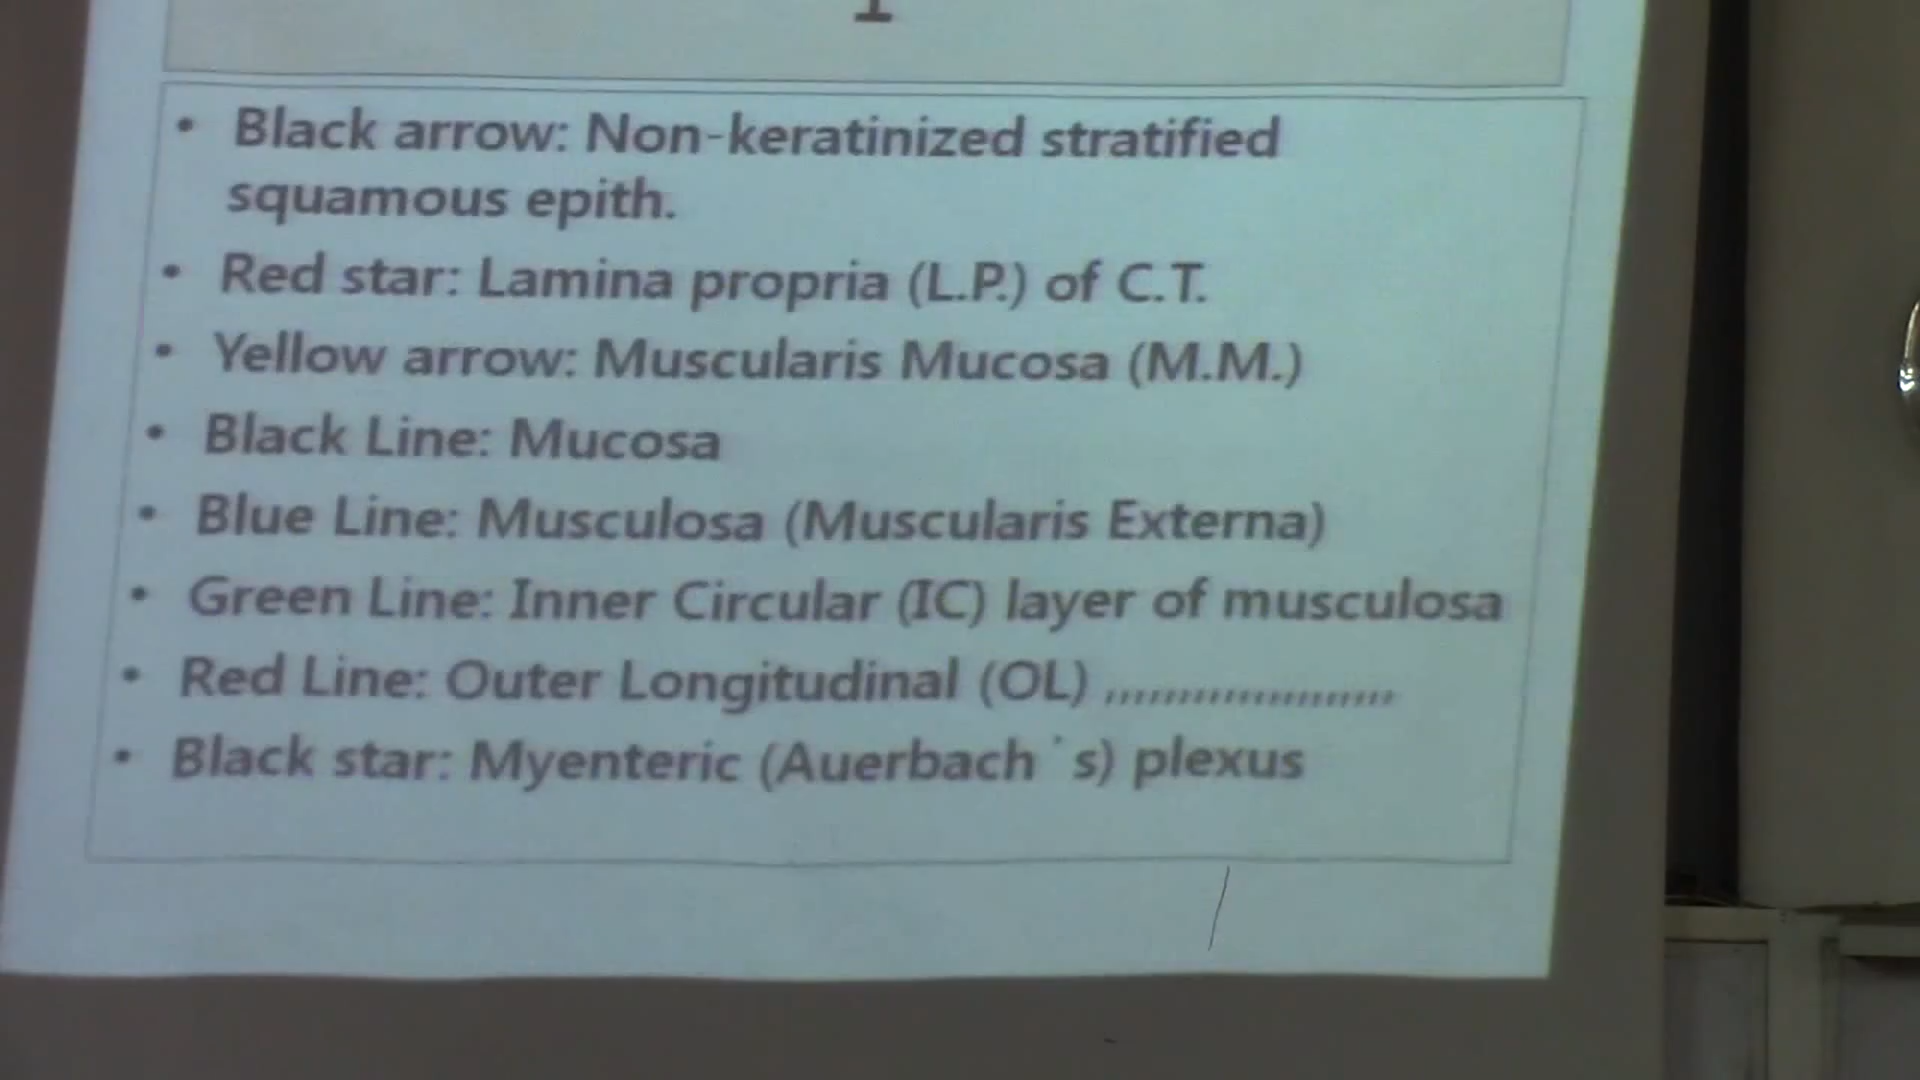 1
• Black arrow: Non-keratinized stratified
squamous epith.
• Red star: Lamina propria (L.P.) of C.T.
• Yellow arrow: Muscularis Mucosa (M.M.)
• Black Line: Mucosa
• Blue Line: Musculosa (Muscularis Externa)
• Green Line: Inner Circular (IC) layer of musculosa
• Red Line: Outer Longitudinal (OL) ,,,,,,,,,,,,,,,,,,,,,
• Black star: Myenteric (Auerbach ˙s) plexus